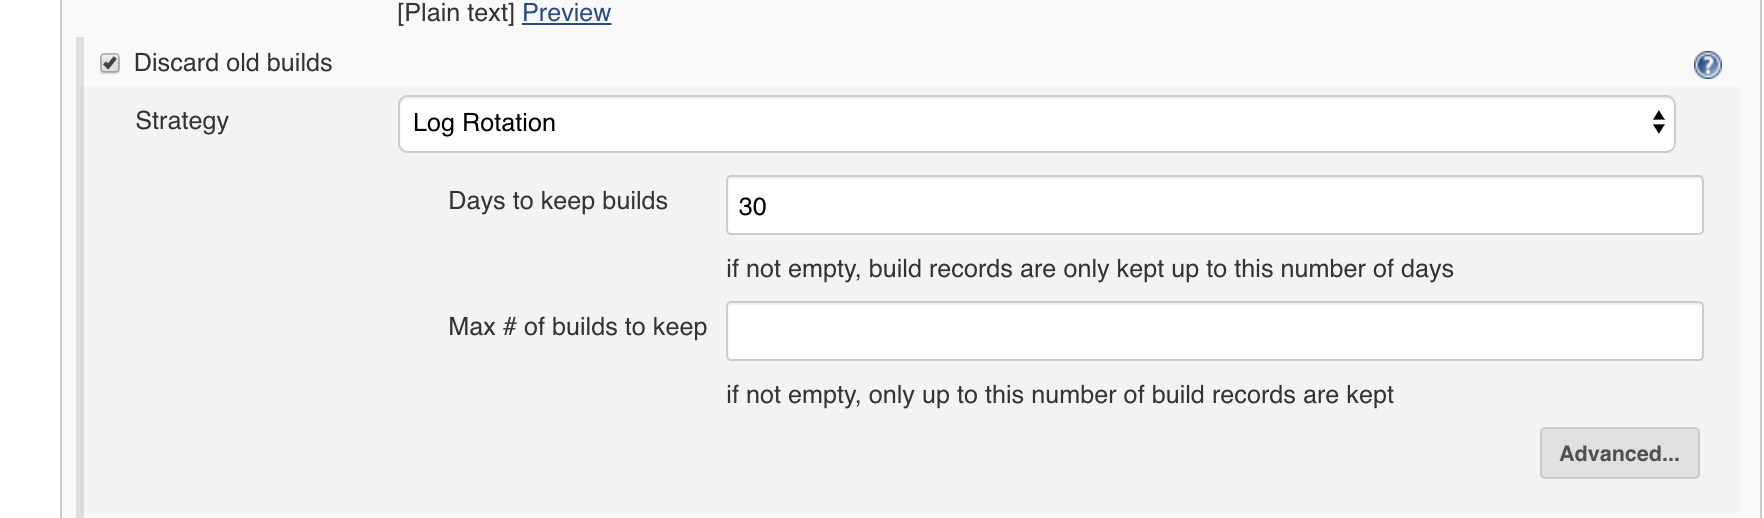 [Plain text] Preview
Discard old builds
?
Strategy
Log Rotation
Days to keep builds
30
if not empty, build records are only kept up to this number of days
Max # of builds to keep
if not empty, only up to this number of build records are kept
Advanced...